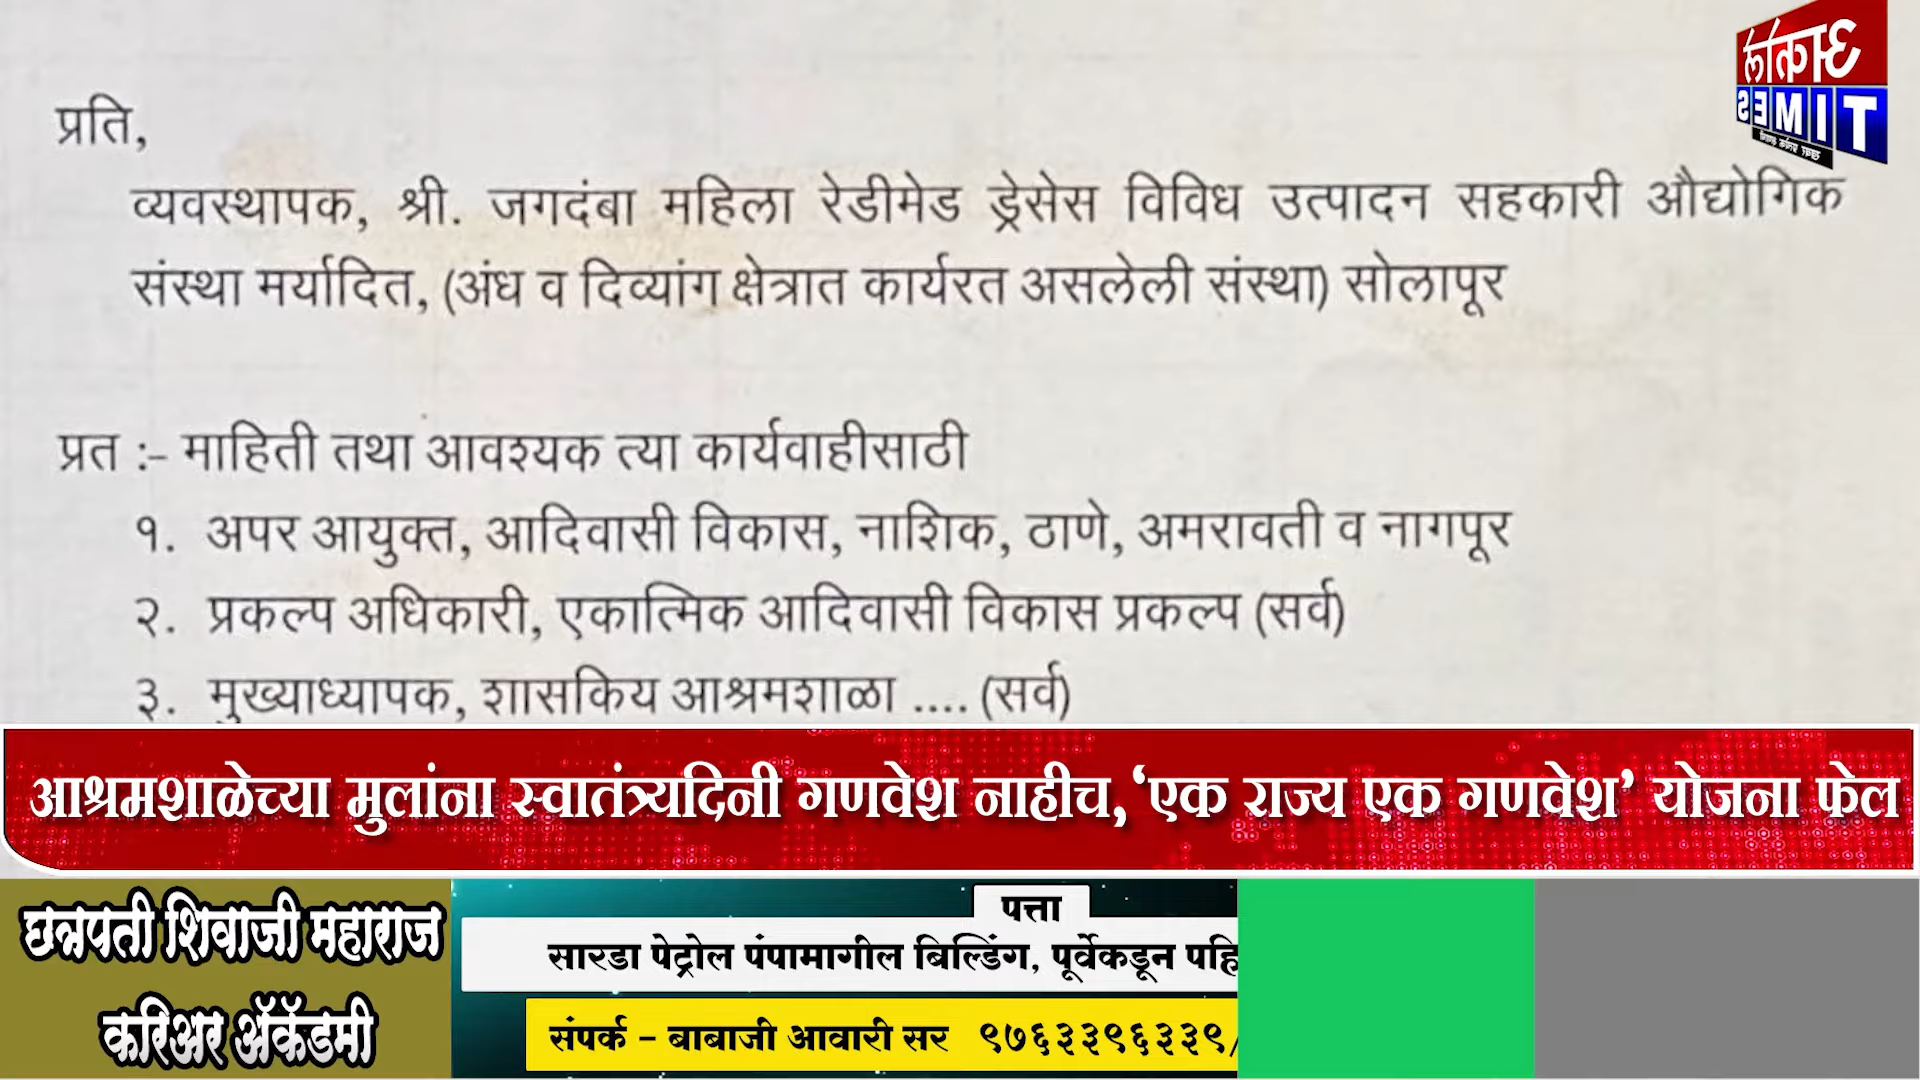 प्रति,
व्यवस्थापक, श्री. जगदंबा महिला रेडीमेड ड्रेसेस विविध उत्पादन सहकारी औद्योगिक
संस्था मर्यादित, (अंध व दिव्यांग क्षेत्रात कार्यरत असलेली संस्था) सोलापूर
प्रत :- माहिती तथा आवश्यक त्या कार्यवाहीसाठी
१. अपर आयुक्त, आदिवासी विकास, नाशिक, ठाणे, अमरावती व नागपूर
२. प्रकल्प अधिकारी, एकात्मिक आदिवासी विकास प्रकल्प (सर्व)
३. मुख्याध्यापक, शासकिय आश्रमशाळा .... (सर्व)
आश्रमशाळेच्या मुलांना स्वातंत्र्यदिनी गणवेश नाहीच, ‘एक राज्य एक गणवेश’ योजना फेल
छत्रपती शिवाजी महाराज
करिअर ॲकॅडमी
पत्ता
सारडा पेट्रोल पंपामागील बिल्डिंग, पूर्वेकडून पहि
संपर्क - बाबाजी आवारी सर ९७६३३९६३३९/
TIMES